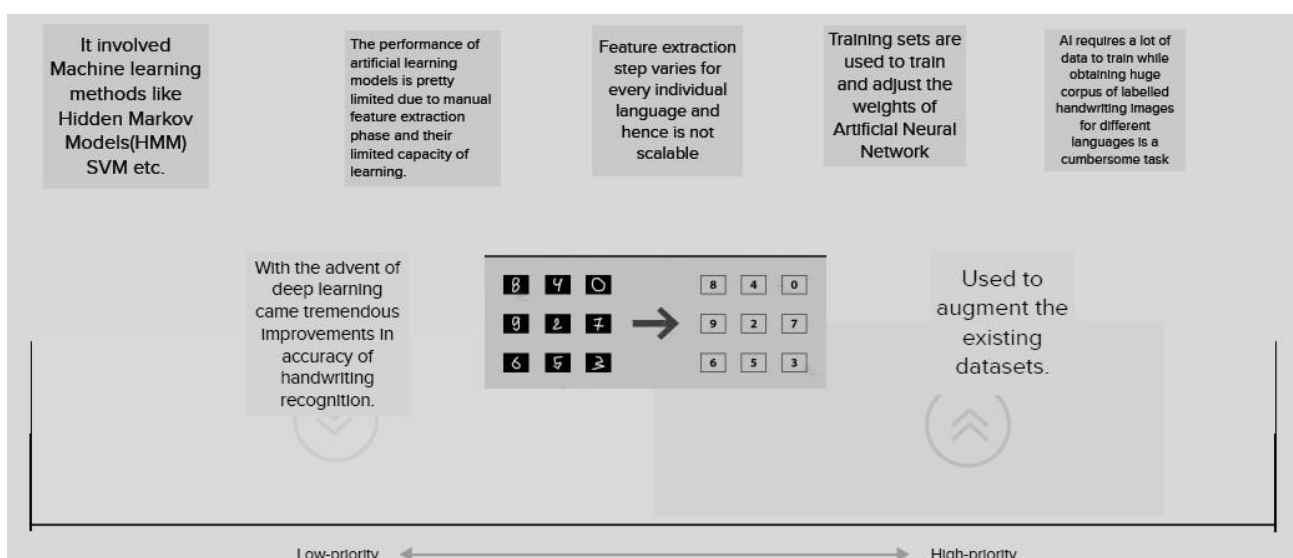 It involved
Machine learning
methods like
Hidden Markov
Models(HMM)
SVM etc.
The performance of
artificial learning
models is pretty
limited due to manual
feature extraction
phase and their
limited capacity of
learning.
Feature extraction
step varies for
every individual
language and
hence is not
scalable
Training sets are
used to train
and adjust the
weights of
Artificial Neural
Network
AI requires a lot of
data to train while
obtaining huge
corpus of labelled
handwriting images
for different
languages is a
cumbersome task
With the advent of
deep learning
came tremendous
improvements in
accuracy of
handwriting
recognition.
8 4 0 8 4 0
9 2 7 9 2 7
6 5 3 6 5 3
Used to
augment the
existing
datasets.
Low-priority High-priority